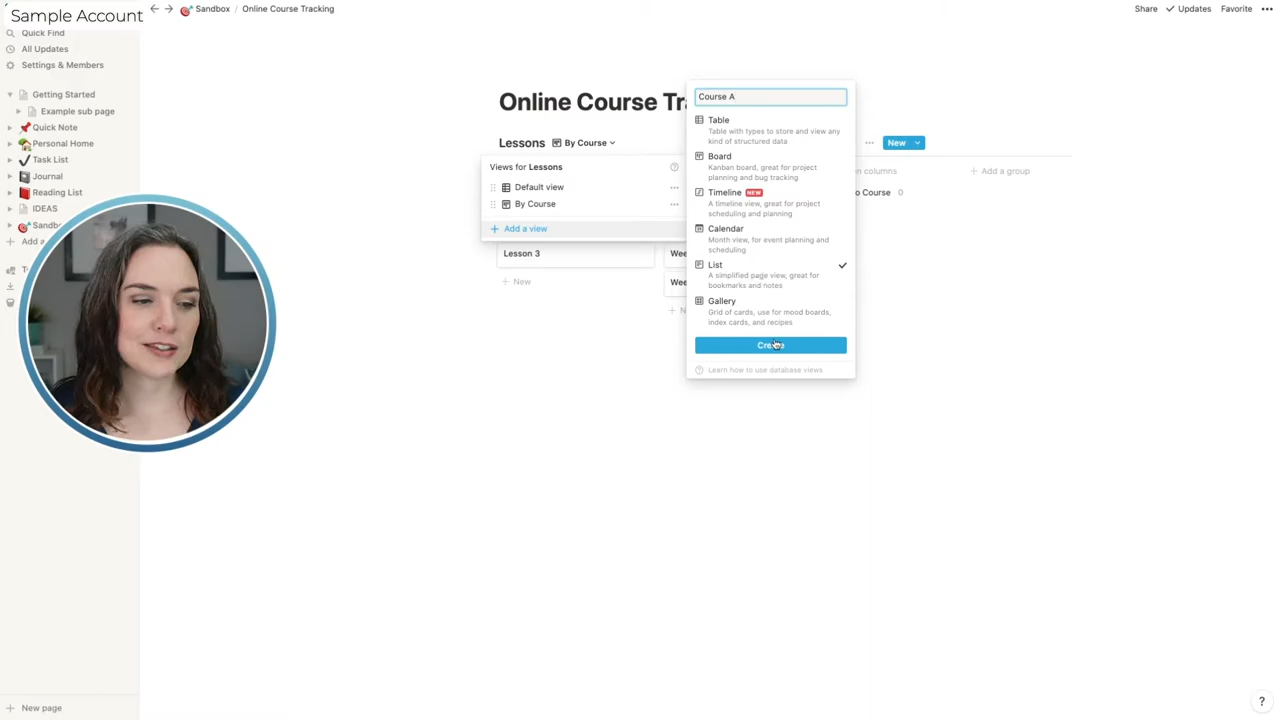 Sample Account
Sandbox / Online Course Tracking
Share
Updates
Favorite
Quick Find
All Updates
Settings & Members
Getting Started
Example sub page
Quick Note
Personal Home
Task List
Journal
Reading List
IDEAS
Add a
New page
Online Course
Lessons By Course
Views for Lessons
Default view
By Course
+ Add a view
Lesson 3
+ New
Course A
Table
Table with types to store and view any
kind of structured data
Board
Kanban board, great for project
planning and bug tracking
Timeline NEW
A timeline view, great for project
scheduling and planning
Calendar
Month view, for event planning and
scheduling
List
A simplified page view, great for
bookmarks and notes
Gallery
Grid of cards, use for mood boards,
index cards, and recipes
Learn how to use database views
New
columns
+ Add a group
Course 0
?